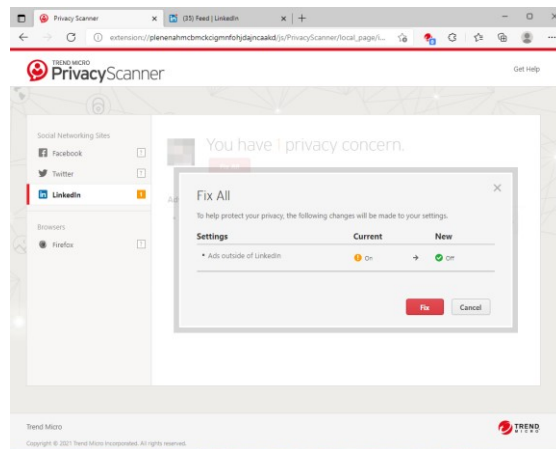 Privacy Scanner
(35) Feed | LinkedIn
extension://plenenahmcbmckcigmnfohjdajncaakd/js/PrivacyScanner/local_page/i...
TREND MICRO
PrivacyScanner
Get Help
Social Networking Sites
Facebook
Twitter
LinkedIn
1
Browsers
Firefox
You have 1 privacy concern.
Fix All
To help protect your privacy, the following changes will be made to your settings.
Settings Current New
• Ads outside of LinkedIn On → Off
Fix Cancel
Trend Micro
Copyright © 2021 Trend Micro Incorporated. All rights reserved.
TREND
MICRO